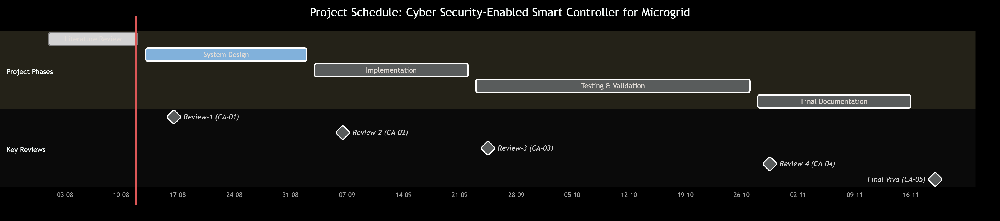 Project Schedule: Cyber Security-Enabled Smart Controller for Microgrid
Literature Review
System Design
Implementation
Project Phases
Testing & Validation
Final Documentation
Review-1 (CA-01)
Review-2 (CA-02)
Review-3 (CA-03)
Key Reviews
Review-4 (CA-04)
Final Viva (CA-05)
03-08 10-08 17-08 24-08 31-08 07-09 14-09 21-09 28-09 05-10 12-10 19-10 26-10 02-11 09-11 16-11